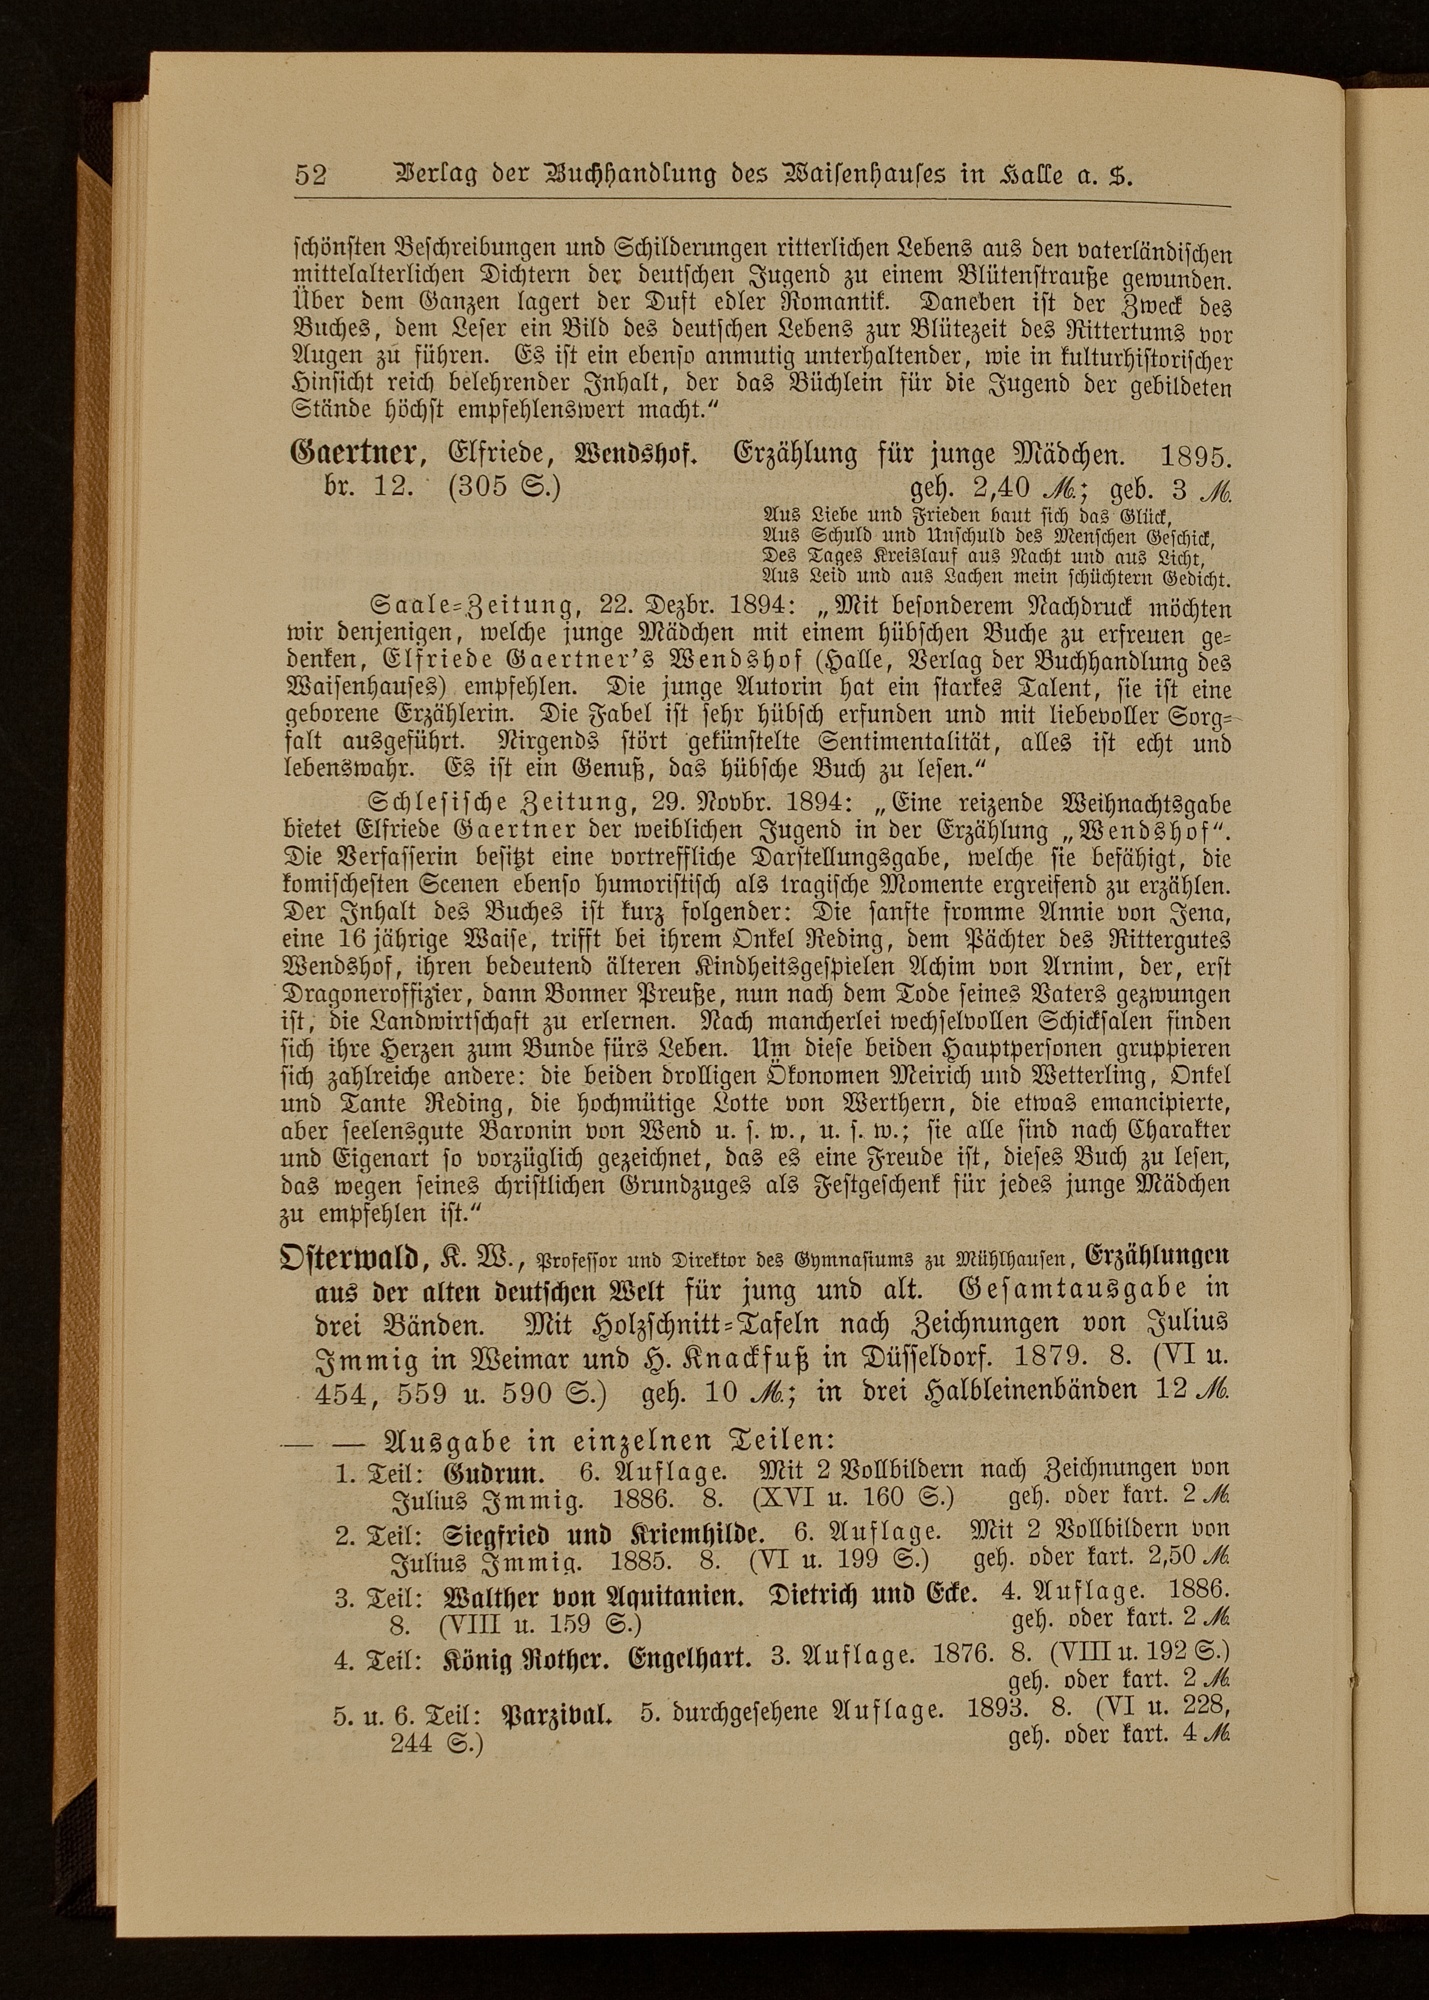 52 Verlag der Buchhandlung des Waisenhauses in Halle a. S.
schönsten Beschreibungen und Schilderungen ritterlichen Lebens aus den vaterländischen
mittelalterlichen Dichtern der deutschen Jugend zu einem Blütenstrauße gewunden.
Über dem Ganzen lagert der Duft edler Romantik. Daneben ist der Zweck des
Buches, dem Leser ein Bild des deutschen Lebens zur Blütezeit des Rittertums vor
Augen zu führen. Es ist ein ebenso anmutig unterhaltender, wie in kulturhistorischer
Hinsicht reich belehrender Inhalt, der das Büchlein für die Jugend der gebildeten
Stände höchst empfehlenswert macht.“
Gaertner, Elfriede, Wendshof. Erzählung für junge Mädchen. 1895.
br. 12. (305 S.) geh. 2,40 M.; geb. 3 M.
Aus Liebe und Frieden baut sich das Glück,
Aus Schuld und Unschuld des Menschen Geschick,
Des Tages Kreislauf aus Nacht und aus Licht,
Aus Leid und aus Lachen mein schüchtern Gedicht.
Saale-Zeitung, 22. Dezbr. 1894: „Mit besonderem Nachdruck möchten
wir denjenigen, welche junge Mädchen mit einem hübschen Buche zu erfreuen ge-
denken, Elfriede Gaertner's Wendshof (Halle, Verlag der Buchhandlung des
Waisenhauses) empfehlen. Die junge Autorin hat ein starkes Talent, sie ist eine
geborene Erzählerin. Die Fabel ist sehr hübsch erfunden und mit liebevoller Sorg-
falt ausgeführt. Nirgends stört gekünstelte Sentimentalität, alles ist echt und
lebenswahr. Es ist ein Genuß, das hübsche Buch zu lesen.“
Schlesische Zeitung, 29. Novbr. 1894: „Eine reizende Weihnachtsgabe
bietet Elfriede Gaertner der weiblichen Jugend in der Erzählung „Wendshof“.
Die Verfasserin besitzt eine vortreffliche Darstellungsgabe, welche sie befähigt, die
komischesten Scenen ebenso humoristisch als tragische Momente ergreifend zu erzählen.
Der Inhalt des Buches ist kurz folgender: Die sanfte fromme Annie von Jena,
eine 16 jährige Waise, trifft bei ihrem Onkel Reding, dem Pächter des Rittergutes
Wendshof, ihren bedeutend älteren Kindheitsgespielen Achim von Arnim, der, erst
Dragoneroffizier, dann Bonner Preuße, nun nach dem Tode seines Vaters gezwungen
ist, die Landwirtschaft zu erlernen. Nach mancherlei wechselvollen Schicksalen finden
sich ihre Herzen zum Bunde fürs Leben. Um diese beiden Hauptpersonen gruppieren
sich zahlreiche andere: die beiden drolligen Ökonomen Meirich und Wetterling, Onkel
und Tante Reding, die hochmütige Lotte von Werthern, die etwas emancipierte,
aber seelensgute Baronin von Wend u. s. w., u. s. w.; sie alle sind nach Charakter
und Eigenart so vorzüglich gezeichnet, das es eine Freude ist, dieses Buch zu lesen,
das wegen seines christlichen Grundzuges als Festgeschenk für jedes junge Mädchen
zu empfehlen ist.“
Osterwald, K. W., Professor und Direktor des Gymnasiums zu Mühlhausen, Erzählungen
aus der alten deutschen Welt für jung und alt. Gesamtausgabe in
drei Bänden. Mit Holzschnitt-Tafeln nach Zeichnungen von Julius
Immig in Weimar und H. Knackfuß in Düsseldorf. 1879. 8. (VI u.
454, 559 u. 590 S.) geh. 10 M.; in drei Halbleinenbänden 12 M.
— — Ausgabe in einzelnen Teilen:
1. Teil: Gudrun. 6. Auflage. Mit 2 Vollbildern nach Zeichnungen von
Julius Immig. 1886. 8. (XVI u. 160 S.) geh. oder kart. 2 M.
2. Teil: Siegfried und Kriemhilde. 6. Auflage. Mit 2 Vollbildern von
Julius Immig. 1885. 8. (VI u. 199 S.) geh. oder kart. 2,50 M.
3. Teil: Walther von Aquitanien. Dietrich und Ecke. 4. Auflage. 1886.
8. (VIII u. 159 S.) geh. oder kart. 2 M.
4. Teil: König Rother. Engelhart. 3. Auflage. 1876. 8. (VIII u. 192 S.)
geh. oder kart. 2 M.
5. u. 6. Teil: Parzival. 5. durchgesehene Auflage. 1893. 8. (VI u. 228,
244 S.) geh. oder kart. 4 M.